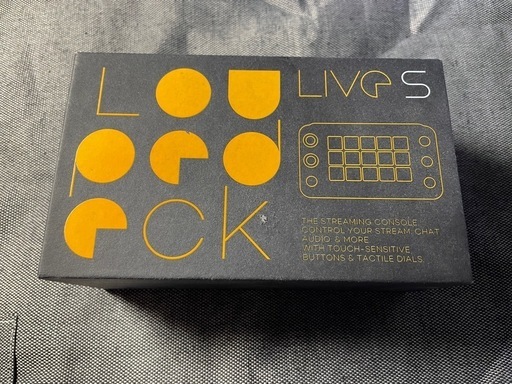 Lou
ped
eck
LIVE S
THE STREAMING CONSOLE.
CONTROL YOUR STREAM, CHAT
AUDIO, & MORE
WITH TOUCH-SENSITIVE
BUTTONS & TACTILE DIALS.